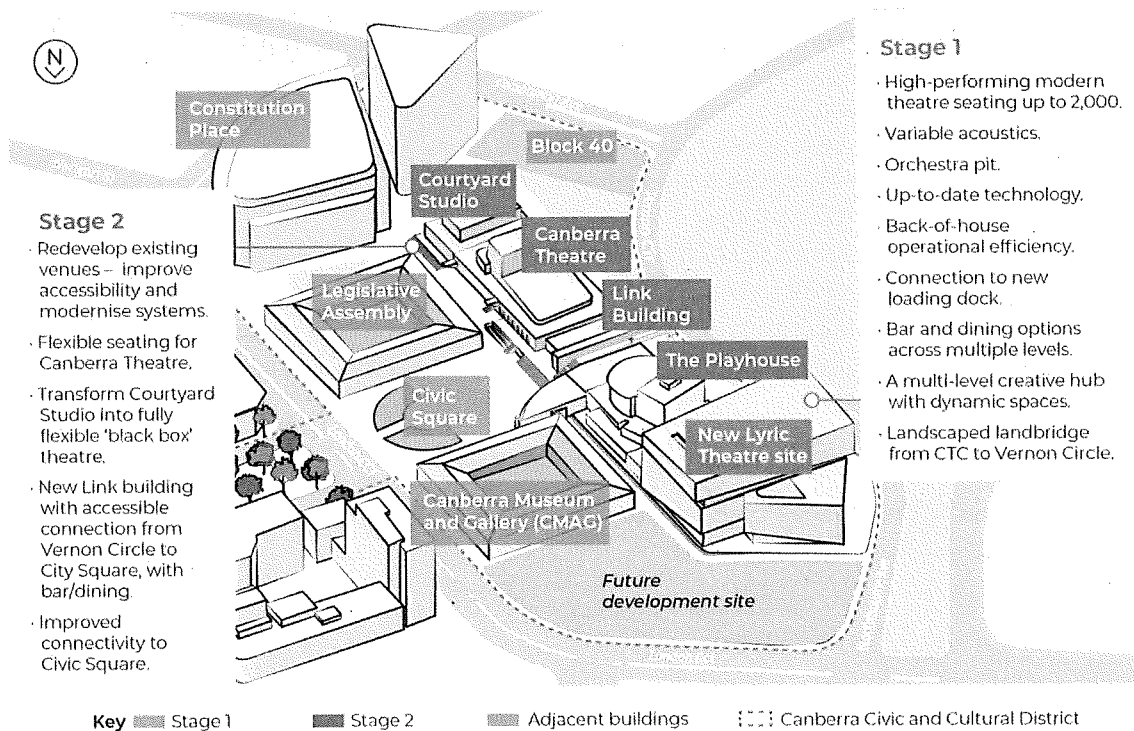 N
Constitution
Place
Block 40
Courtyard
Studio
Canberra
Theatre
Legislative
Assembly
Link
Building
The Playhouse
Civic
Square
New Lyric
Theatre site
Canberra Museum
and Gallery (CMAG)
Future
development site
Stage 2
· Redevelop existing
venues – improve
accessibility and
modernise systems.
· Flexible seating for
Canberra Theatre.
· Transform Courtyard
Studio into fully
flexible ‘black box’
theatre.
· New Link building
with accessible
connection from
Vernon Circle to
City Square, with
bar/dining.
· Improved
connectivity to
Civic Square.
Stage 1
· High-performing modern
theatre seating up to 2,000.
· Variable acoustics.
· Orchestra pit.
· Up-to-date technology.
· Back-of-house
operational efficiency.
· Connection to new
loading dock.
· Bar and dining options
across multiple levels.
· A multi-level creative hub
with dynamic spaces.
· Landscaped landbridge
from CTC to Vernon Circle.
Key Stage 1 Stage 2 Adjacent buildings Canberra Civic and Cultural District